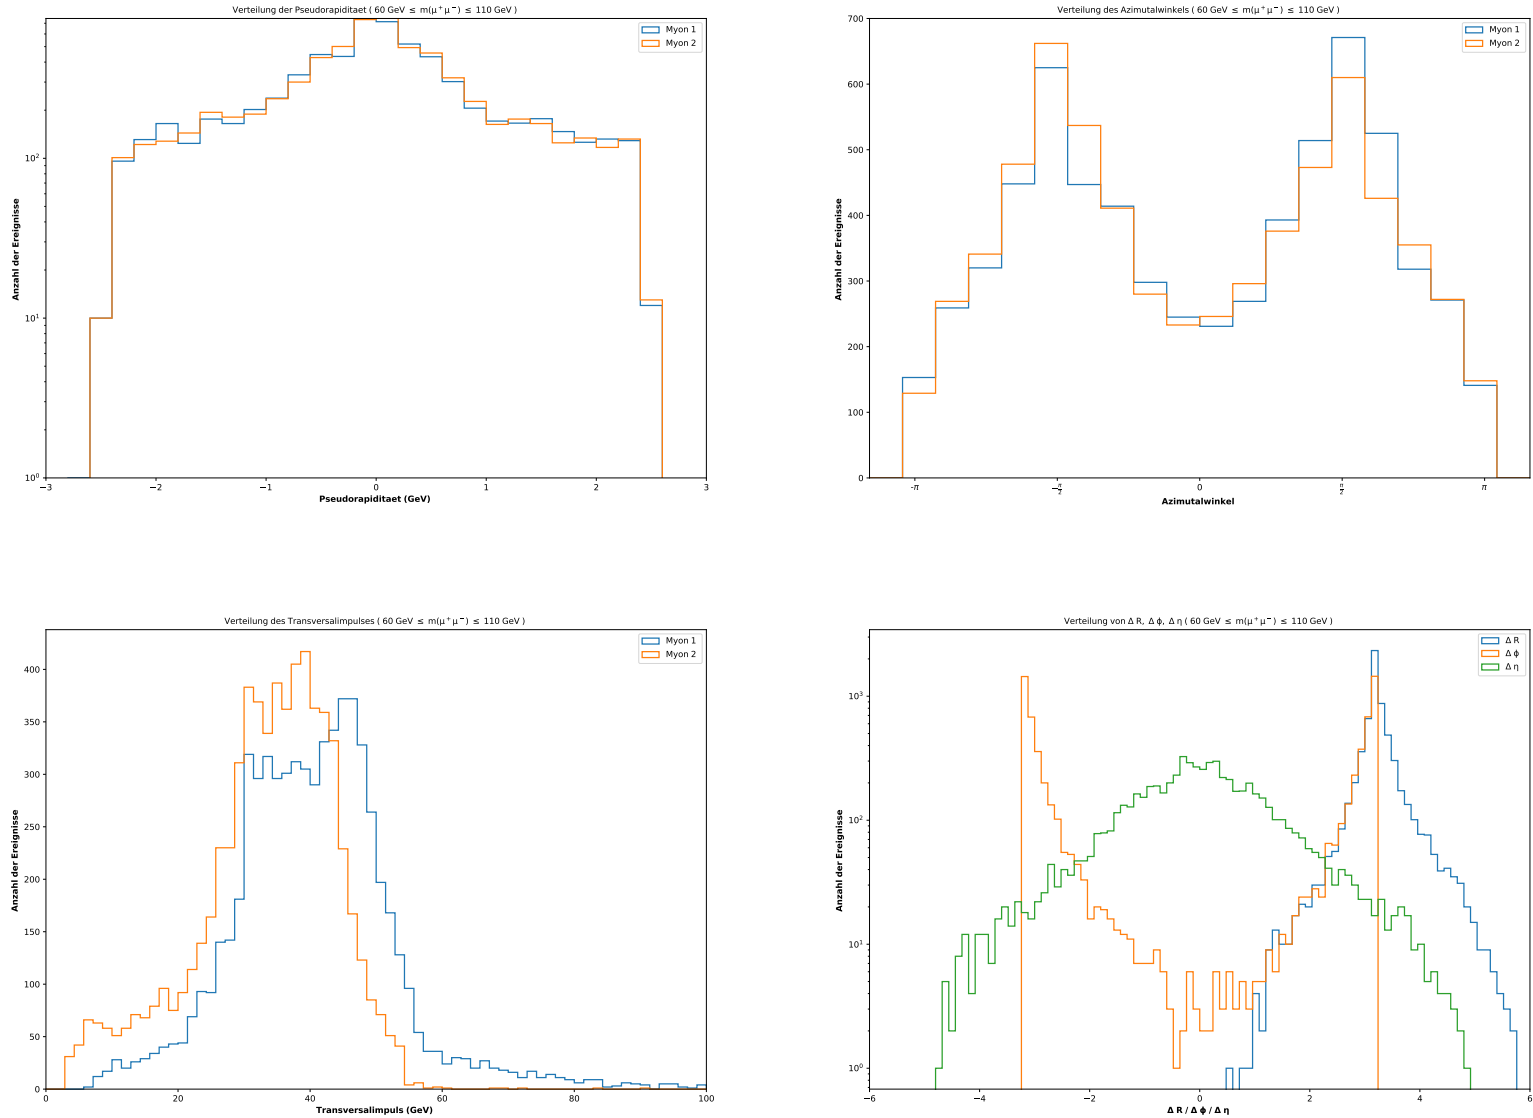 Verteilung der Pseudorapiditaet ( 60 GeV ≤ m(μ⁺μ⁻) ≤ 110 GeV )
Myon 1
Myon 2
10²
10¹
10⁰
Anzahl der Ereignisse
−3 −2 −1 0 1 2 3
Pseudorapiditaet (GeV)
Verteilung des Azimutalwinkels ( 60 GeV ≤ m(μ⁺μ⁻) ≤ 110 GeV )
Myon 1
Myon 2
700
600
500
400
300
200
100
0
Anzahl der Ereignisse
-π −π/2 0 π/2 π
Azimutalwinkel
Verteilung des Transversalimpulses ( 60 GeV ≤ m(μ⁺μ⁻) ≤ 110 GeV )
Myon 1
Myon 2
400
350
300
250
200
150
100
50
0
Anzahl der Ereignisse
0 20 40 60 80 100
Transversalimpuls (GeV)
Verteilung von Δ R, Δ ϕ, Δ η ( 60 GeV ≤ m(μ⁺μ⁻) ≤ 110 GeV )
Δ R
Δ ϕ
Δ η
10³
10²
10¹
10⁰
Anzahl der Ereignisse
−6 −4 −2 0 2 4 6
Δ R / Δ ϕ / Δ η